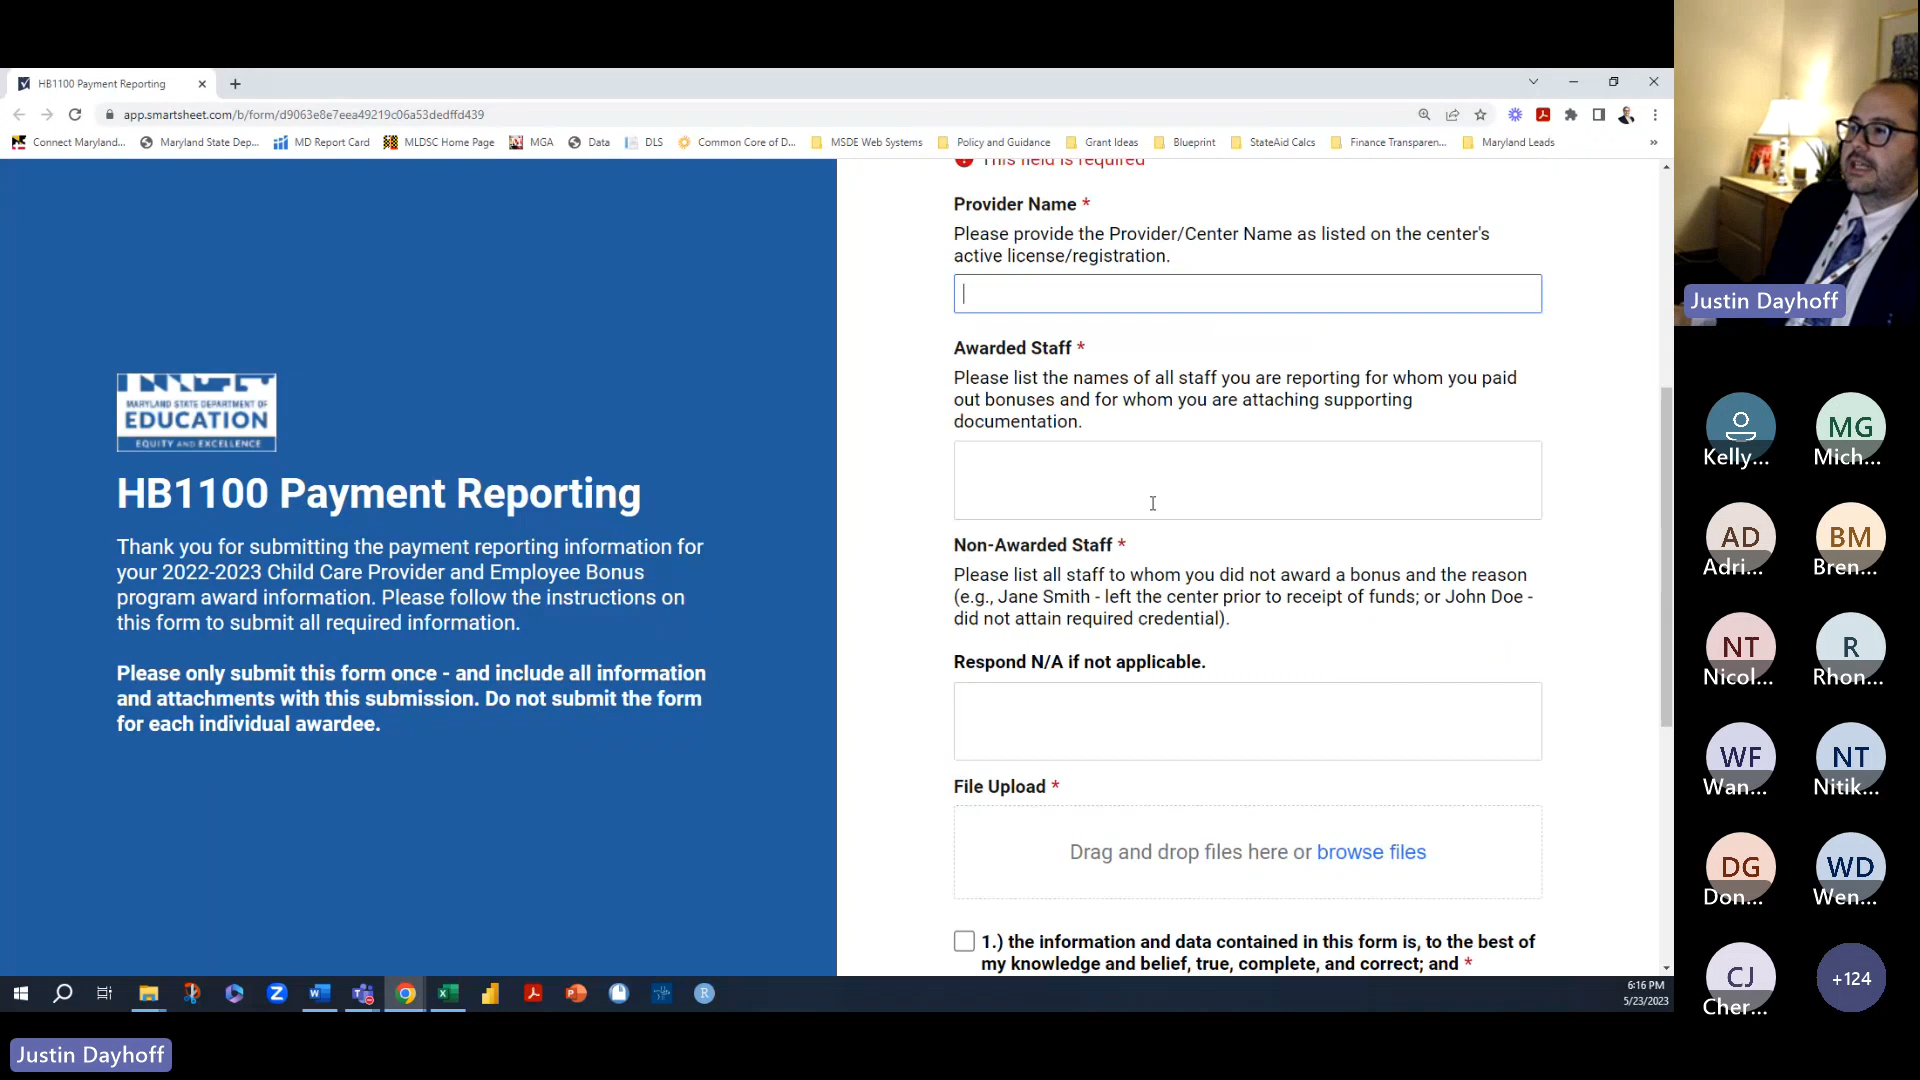 HB1100 Payment Reporting
app.smartsheet.com/b/form/d9063e8e7eea49219c06a53dedffd439
Connect Maryland...
Maryland State Dep...
MD Report Card
MLDSC Home Page
MGA
Data
DLS
Common Core of D...
MSDE Web Systems
Policy and Guidance
Grant Ideas
Blueprint
StateAid Calcs
Finance Transparen...
Maryland Leads
»
MARYLAND STATE DEPARTMENT OF
EDUCATION
EQUITY AND EXCELLENCE
HB1100 Payment Reporting
Thank you for submitting the payment reporting information for
your 2022-2023 Child Care Provider and Employee Bonus
program award information. Please follow the instructions on
this form to submit all required information.
Please only submit this form once - and include all information
and attachments with this submission. Do not submit the form
for each individual awardee.
This field is required
Provider Name *
Please provide the Provider/Center Name as listed on the center's
active license/registration.
Awarded Staff *
Please list the names of all staff you are reporting for whom you paid
out bonuses and for whom you are attaching supporting
documentation.
Non-Awarded Staff *
Please list all staff to whom you did not award a bonus and the reason
(e.g., Jane Smith - left the center prior to receipt of funds; or John Doe -
did not attain required credential).
Respond N/A if not applicable.
File Upload *
Drag and drop files here or browse files
1.) the information and data contained in this form is, to the best of
my knowledge and belief, true, complete, and correct; and *
6:16 PM
5/23/2023
Justin Dayhoff
Kelly...
MG
Mich...
AD
Adri...
BM
Bren...
NT
Nicol...
R
Rhon...
WF
Wan...
NT
Nitik...
DG
Don...
WD
Wen...
CJ
Cher...
+124
Justin Dayhoff